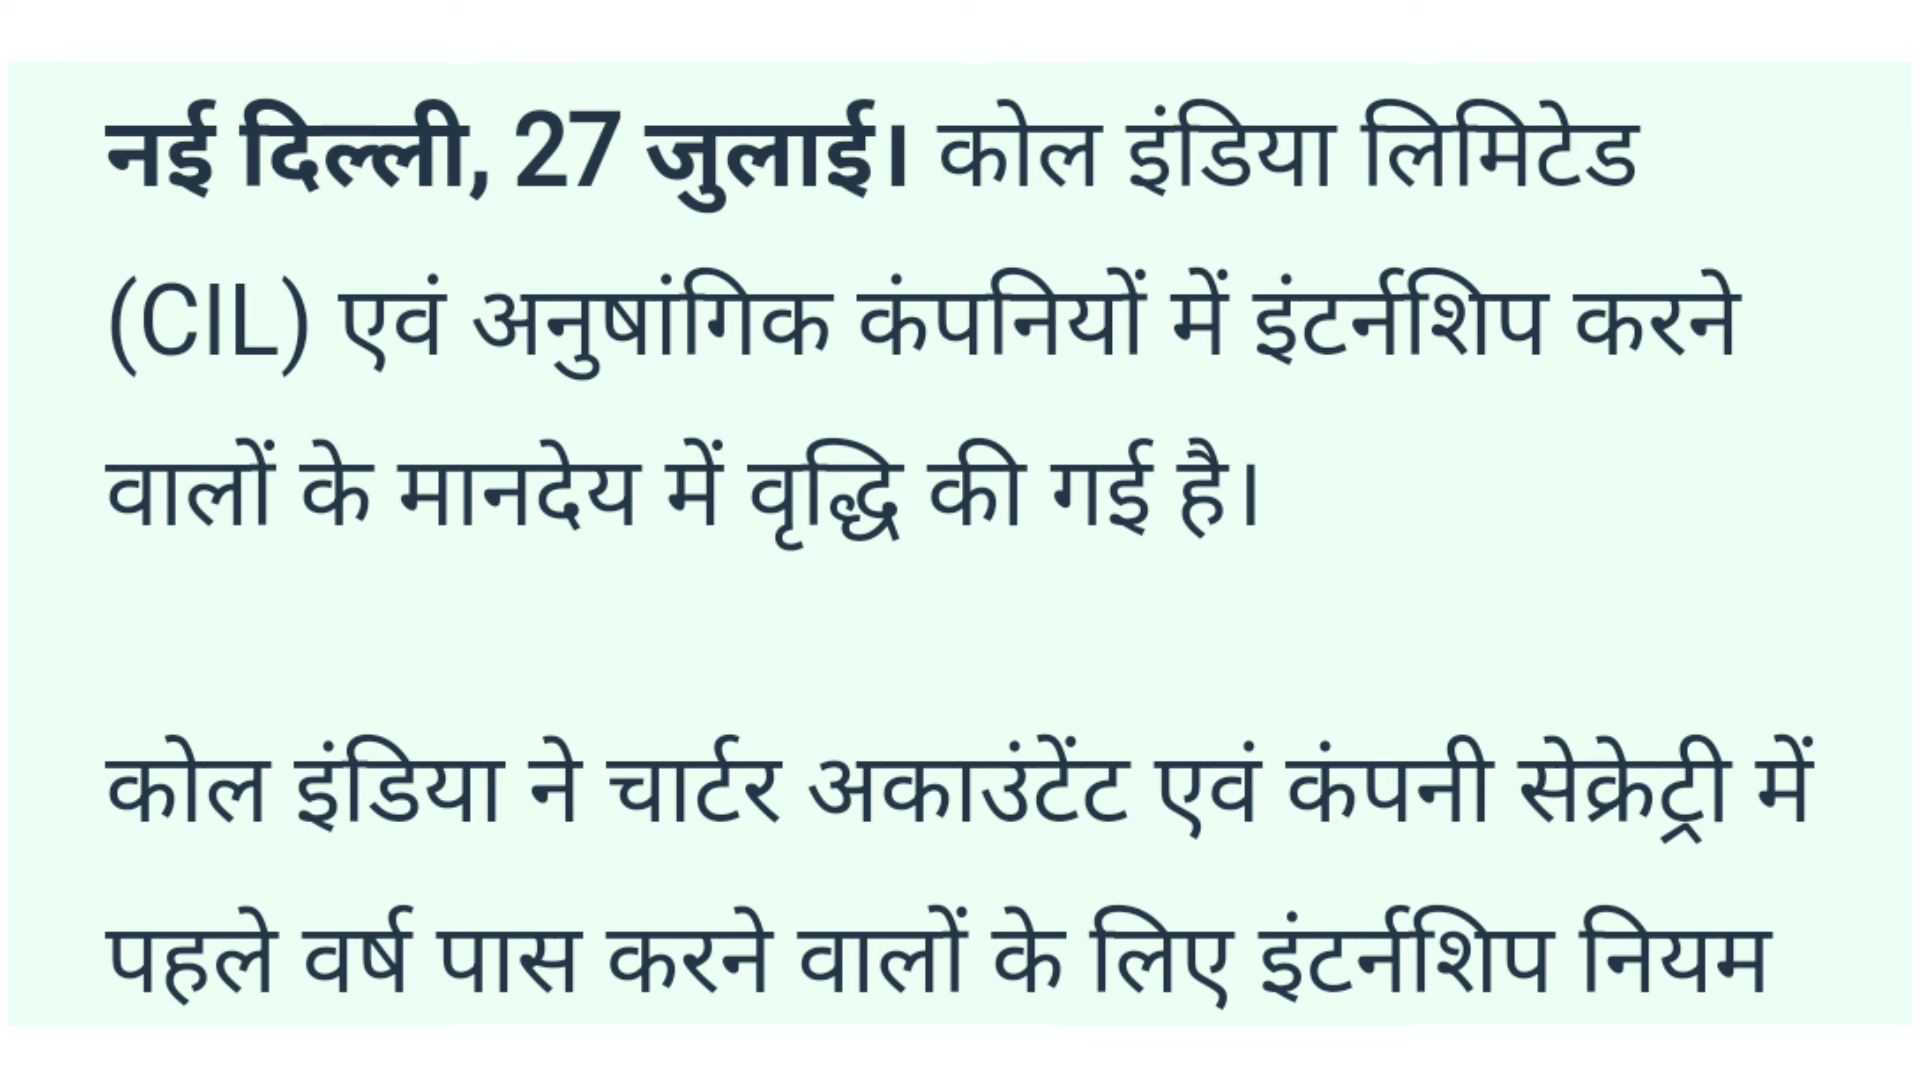 नई दिल्ली, 27 जुलाई। कोल इंडिया लिमिटेड
(CIL) एवं अनुषांगिक कंपनियों में इंटर्नशिप करने
वालों के मानदेय में वृद्धि की गई है।
कोल इंडिया ने चार्टर अकाउंटेंट एवं कंपनी सेक्रेट्री में
पहले वर्ष पास करने वालों के लिए इंटर्नशिप नियम